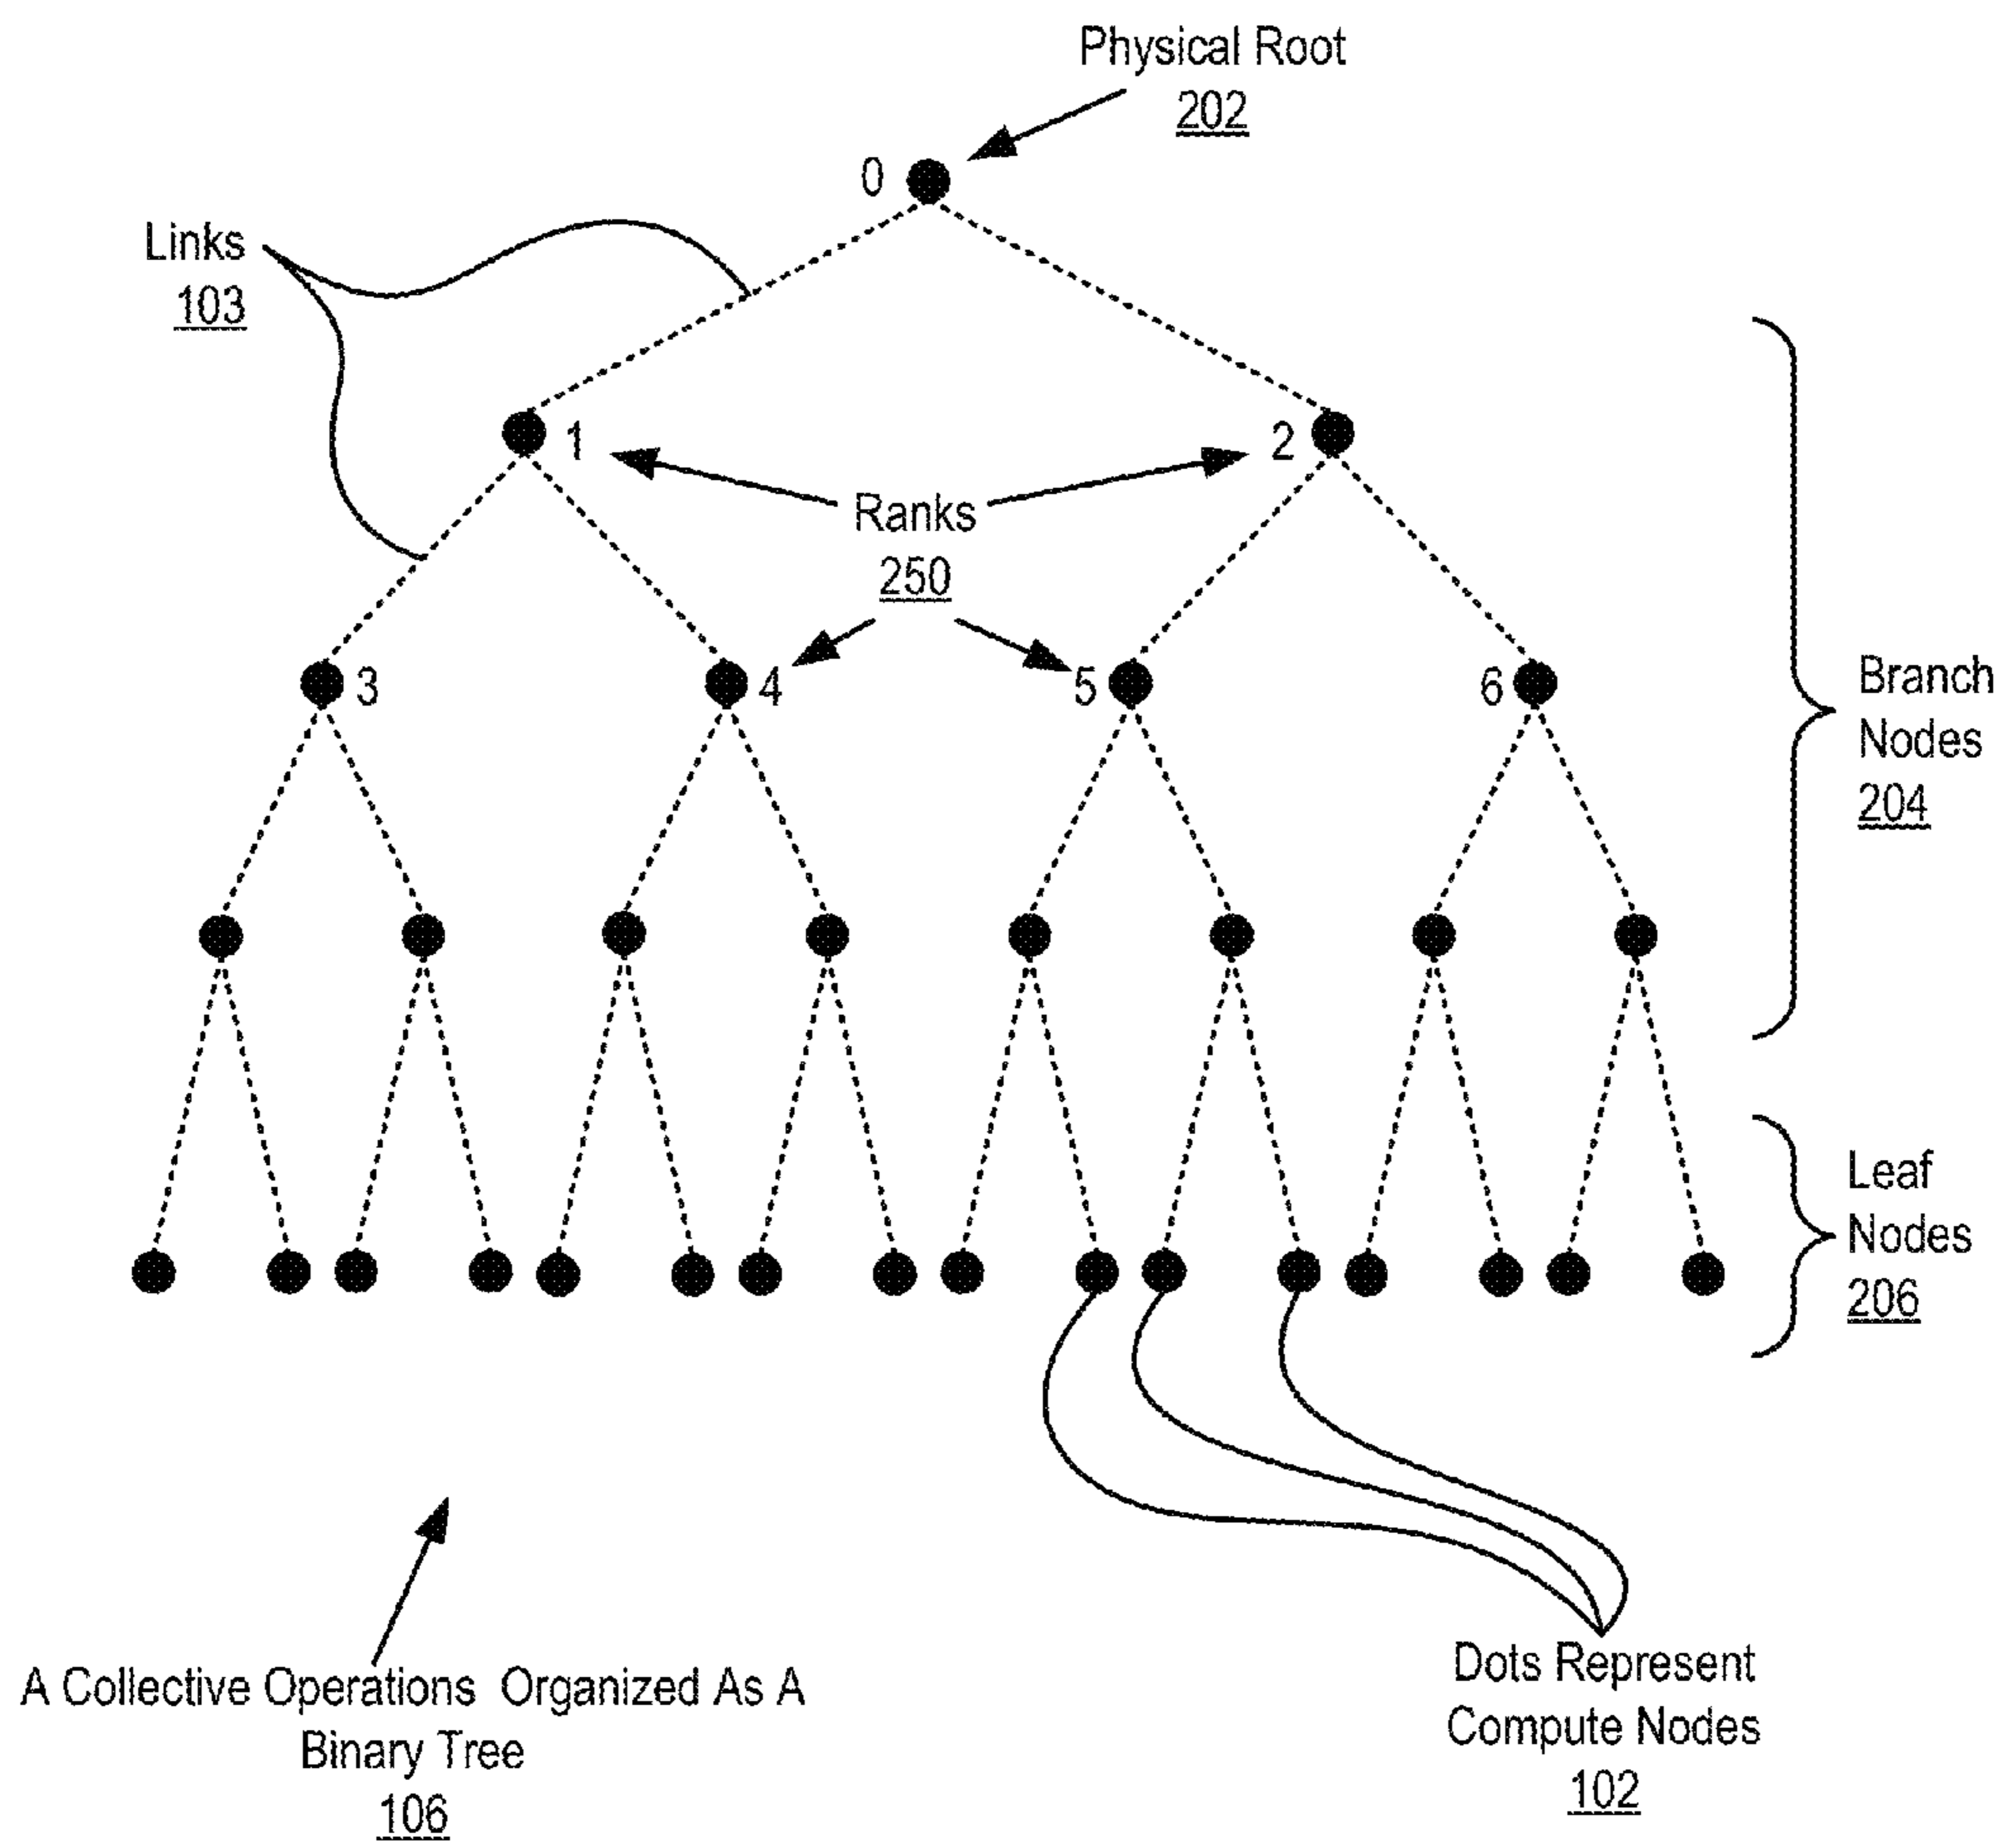 Physical Root
202
0
Links
103
1
2
Ranks
250
3
4
5
6
Branch
Nodes
204
Leaf
Nodes
206
A Collective Operations Organized As A
Binary Tree
106
Dots Represent
Compute Nodes
102